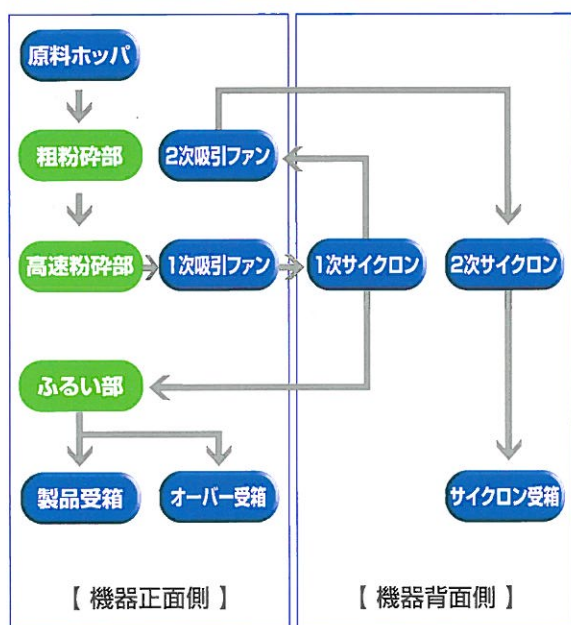 原料ホッパ
粗粉砕部
2次吸引ファン
高速粉砕部
1次吸引ファン
1次サイクロン
2次サイクロン
ふるい部
製品受箱
オーバー受箱
サイクロン受箱
【 機器正面側 】
【 機器背面側 】